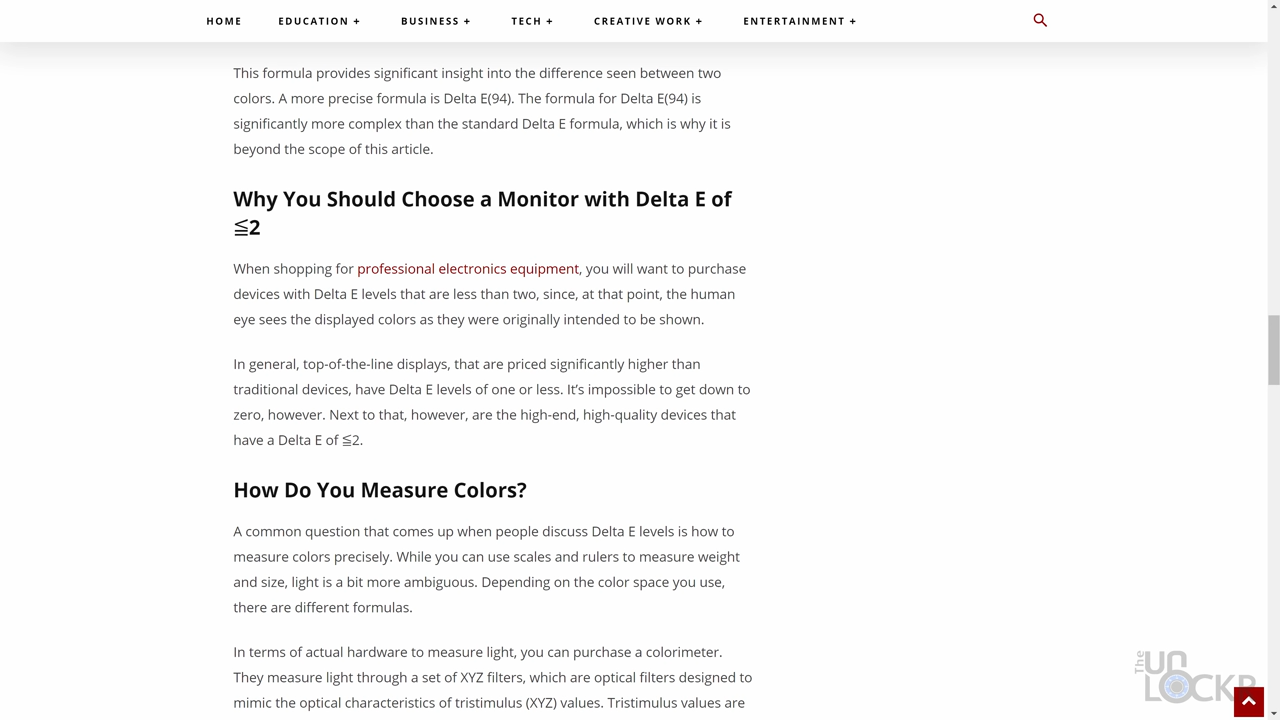 HOME EDUCATION + BUSINESS + TECH + CREATIVE WORK + ENTERTAINMENT +
This formula provides significant insight into the difference seen between two
colors. A more precise formula is Delta E(94). The formula for Delta E(94) is
significantly more complex than the standard Delta E formula, which is why it is
beyond the scope of this article.
Why You Should Choose a Monitor with Delta E of
≦2
When shopping for professional electronics equipment, you will want to purchase
devices with Delta E levels that are less than two, since, at that point, the human
eye sees the displayed colors as they were originally intended to be shown.
In general, top-of-the-line displays, that are priced significantly higher than
traditional devices, have Delta E levels of one or less. It’s impossible to get down to
zero, however. Next to that, however, are the high-end, high-quality devices that
have a Delta E of ≦2.
How Do You Measure Colors?
A common question that comes up when people discuss Delta E levels is how to
measure colors precisely. While you can use scales and rulers to measure weight
and size, light is a bit more ambiguous. Depending on the color space you use,
there are different formulas.
In terms of actual hardware to measure light, you can purchase a colorimeter.
They measure light through a set of XYZ filters, which are optical filters designed to
mimic the optical characteristics of tristimulus (XYZ) values. Tristimulus values are
The
UN
LOCKR